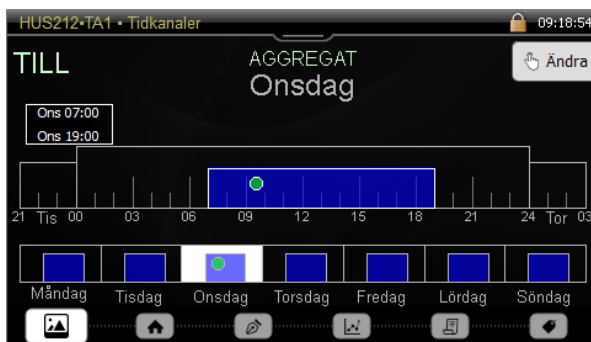 HUS212•TA1 • Tidkanaler 09:18:54
TILL
AGGREGAT
Onsdag
Ändra
Ons 07:00
Ons 19:00
21 Tis 00 03 06 09 12 15 18 21 24 Tor 03
Måndag Tisdag Onsdag Torsdag Fredag Lördag Söndag